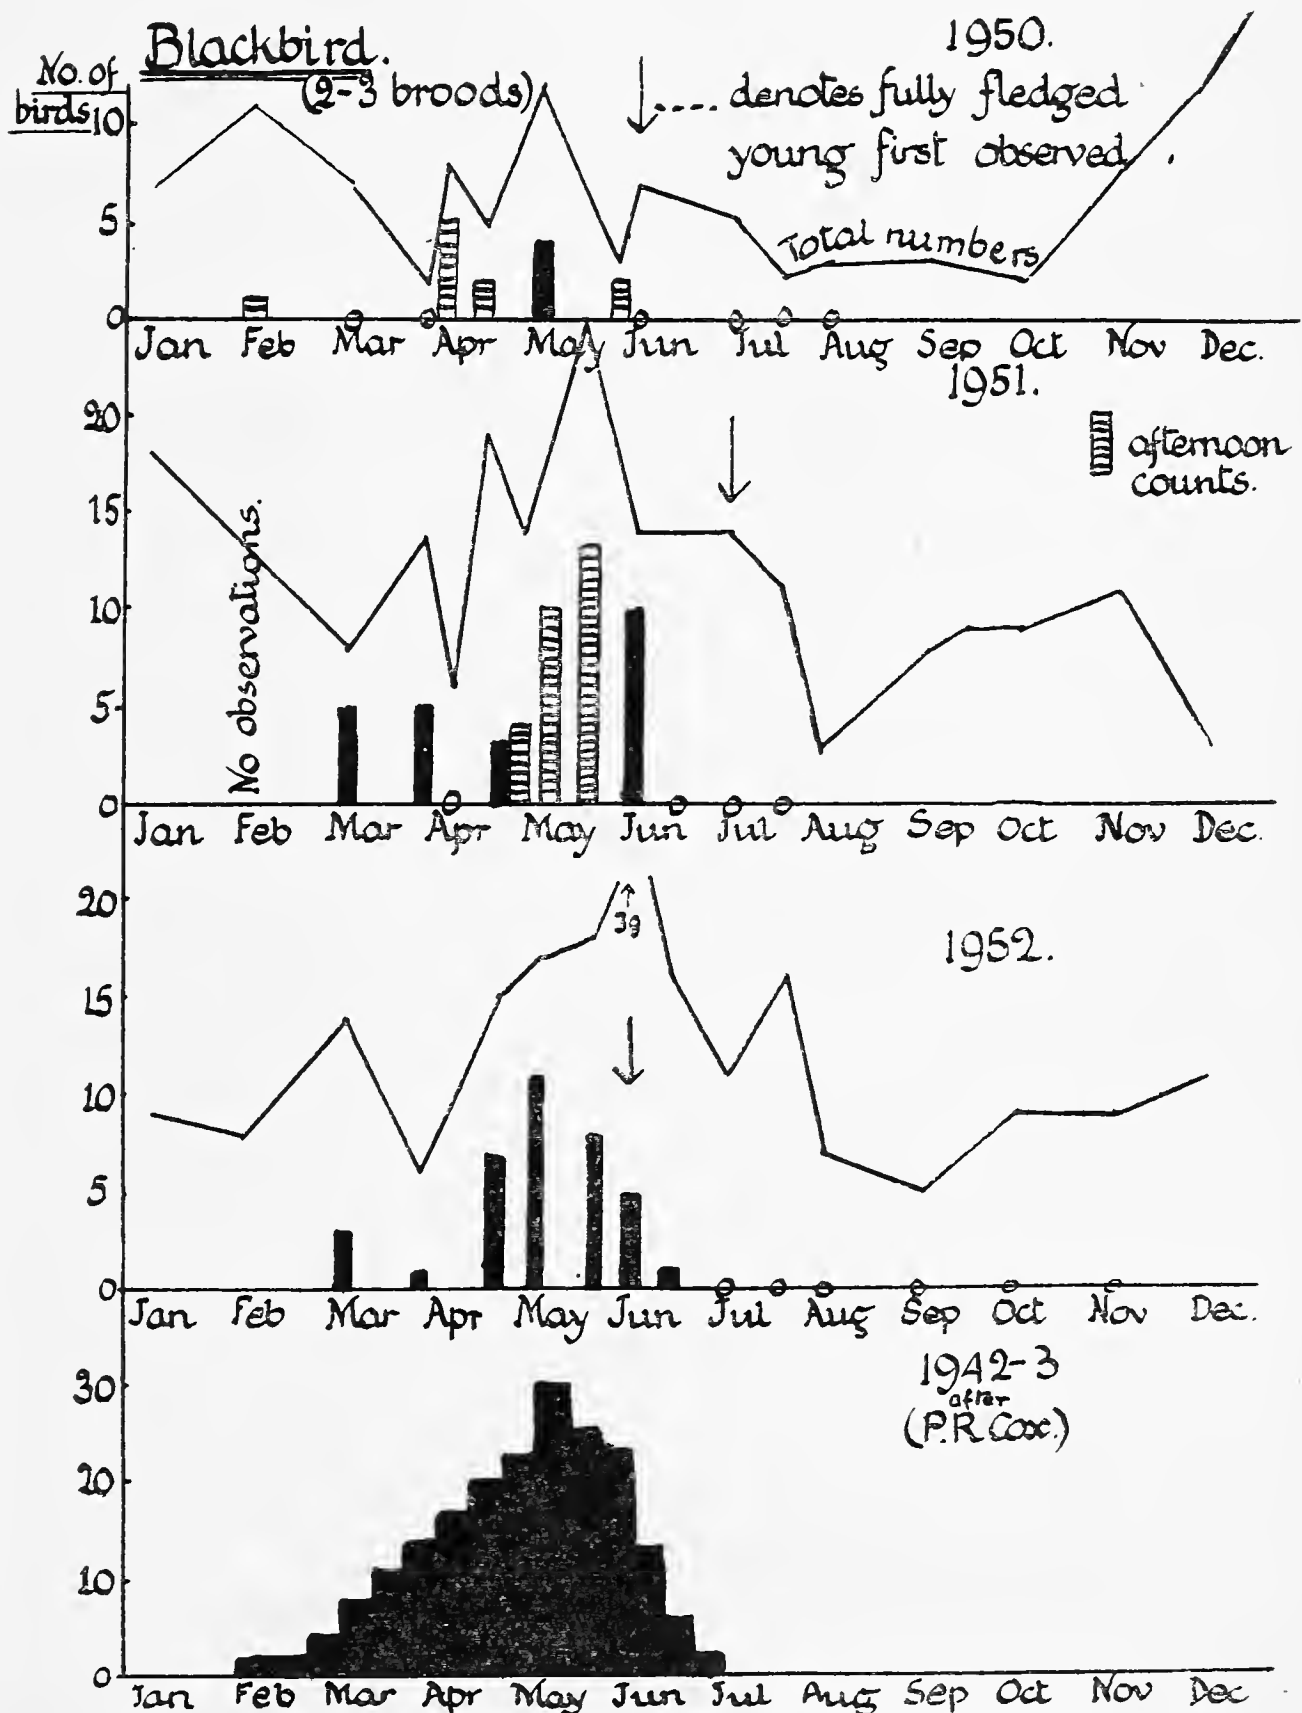 Blackbird.
1950.
No. of
birds
(2-3 broods)
denotes fully fledged
young first observed.
10
5
0
Total numbers
Jan Feb Mar Apr May Jun Jul Aug Sep Oct Nov Dec.
1951.
20
15
10
5
0
No observations.
afternoon
counts.
Jan Feb Mar Apr May Jun Jul Aug Sep Oct Nov Dec.
1952.
20
15
10
5
0
39
Jan Feb Mar Apr May Jun Jul Aug Sep Oct Nov Dec.
1942-3
after
(P.R Cox.)
30
20
10
0
Jan Feb Mar Apr May Jun Jul Aug Sep Oct Nov Dec